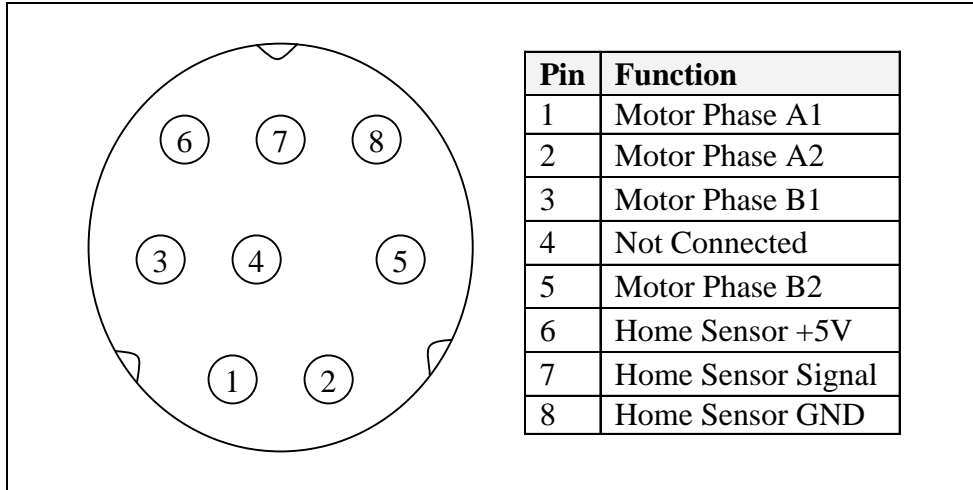 6 7 8
3 4 5
1 2
Pin Function
1 Motor Phase A1
2 Motor Phase A2
3 Motor Phase B1
4 Not Connected
5 Motor Phase B2
6 Home Sensor +5V
7 Home Sensor Signal
8 Home Sensor GND